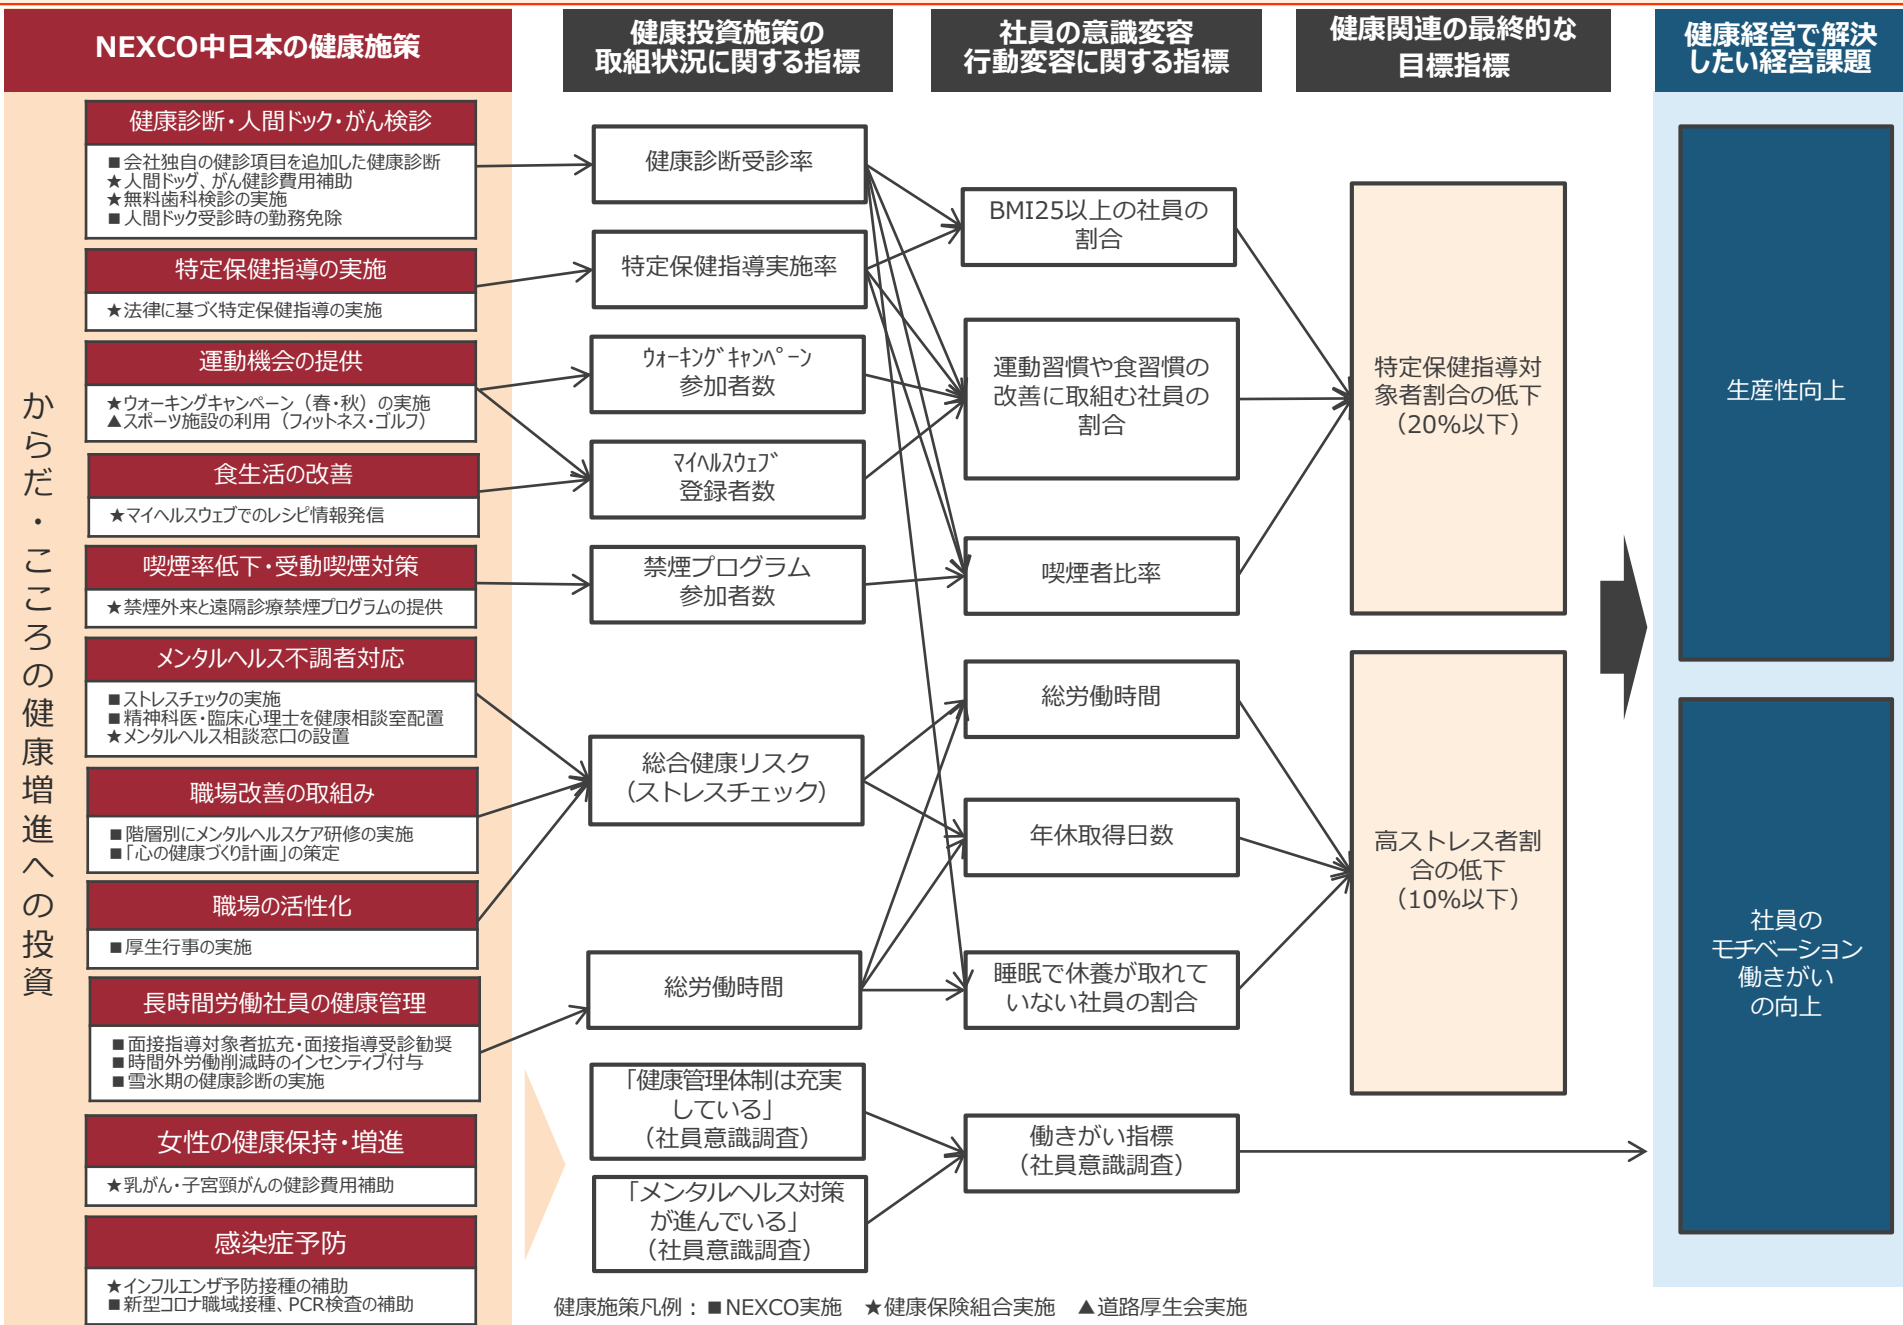 NEXCO中日本の健康施策
健康投資施策の
取組状況に関する指標
社員の意識変容
行動変容に関する指標
健康関連の最終的な
目標指標
健康経営で解決
したい経営課題
からだ・こころの健康増進への投資
健康診断・人間ドック・がん検診
■会社独自の健診項目を追加した健康診断
★人間ドッグ、がん健診費用補助
★無料歯科検診の実施
■人間ドック受診時の勤務免除
特定保健指導の実施
★法律に基づく特定保健指導の実施
運動機会の提供
★ウォーキングキャンペーン（春・秋）の実施
▲スポーツ施設の利用（フィットネス・ゴルフ）
食生活の改善
★マイヘルスウェブでのレシピ情報発信
喫煙率低下・受動喫煙対策
★禁煙外来と遠隔診療禁煙プログラムの提供
メンタルヘルス不調者対応
■ストレスチェックの実施
■精神科医・臨床心理士を健康相談室配置
★メンタルヘルス相談窓口の設置
職場改善の取組み
■階層別にメンタルヘルスケア研修の実施
■「心の健康づくり計画」の策定
職場の活性化
■厚生行事の実施
長時間労働社員の健康管理
■面接指導対象者拡充・面接指導受診勧奨
■時間外労働削減時のインセンティブ付与
■雪氷期の健康診断の実施
女性の健康保持・増進
★乳がん・子宮頸がんの健診費用補助
感染症予防
★インフルエンザ予防接種の補助
■新型コロナ職域接種、PCR検査の補助
健康診断受診率
特定保健指導実施率
ｳｫｰｷﾝｸﾞｷｬﾝﾍﾟｰﾝ
参加者数
ﾏｲﾍﾙｽｳｪﾌﾞ
登録者数
禁煙プログラム
参加者数
総合健康リスク
（ストレスチェック）
総労働時間
「健康管理体制は充実
している」
（社員意識調査）
「メンタルヘルス対策
が進んでいる」
（社員意識調査）
BMI25以上の社員の
割合
運動習慣や食習慣の
改善に取組む社員の
割合
喫煙者比率
総労働時間
年休取得日数
睡眠で休養が取れて
いない社員の割合
働きがい指標
（社員意識調査）
特定保健指導対
象者割合の低下
（20%以下）
高ストレス者割
合の低下
（10%以下）
生産性向上
社員の
モチベーション
働きがい
の向上
健康施策凡例：■NEXCO実施　★健康保険組合実施　▲道路厚生会実施